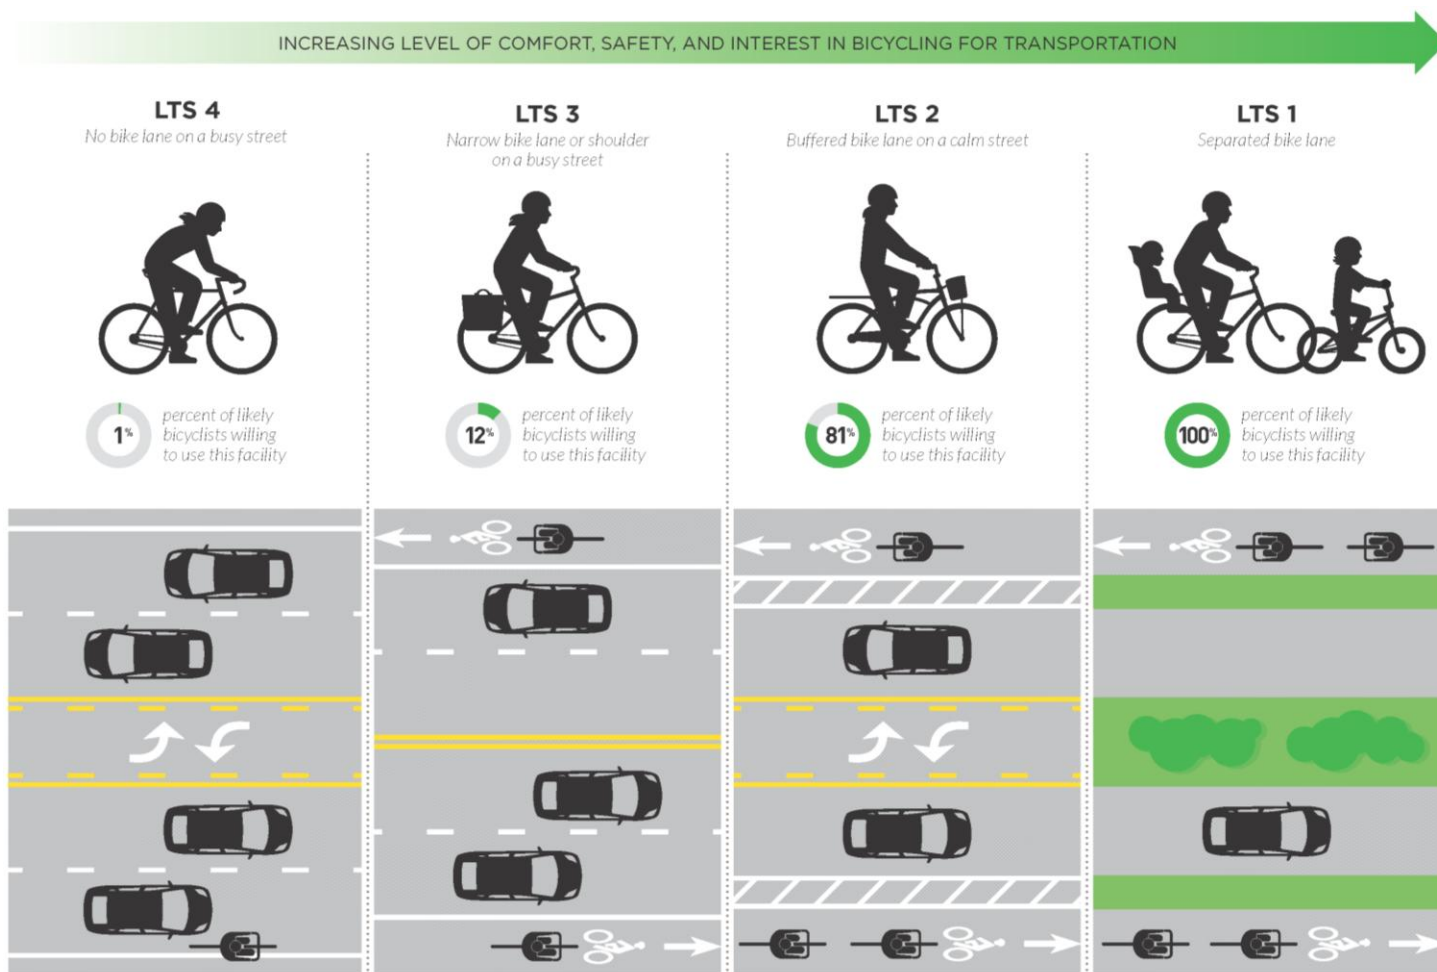 INCREASING LEVEL OF COMFORT, SAFETY, AND INTEREST IN BICYCLING FOR TRANSPORTATION
LTS 4
No bike lane on a busy street
1%
percent of likely
bicyclists willing
to use this facility
LTS 3
Narrow bike lane or shoulder
on a busy street
12%
percent of likely
bicyclists willing
to use this facility
LTS 2
Buffered bike lane on a calm street
81%
percent of likely
bicyclists willing
to use this facility
LTS 1
Separated bike lane
100%
percent of likely
bicyclists willing
to use this facility